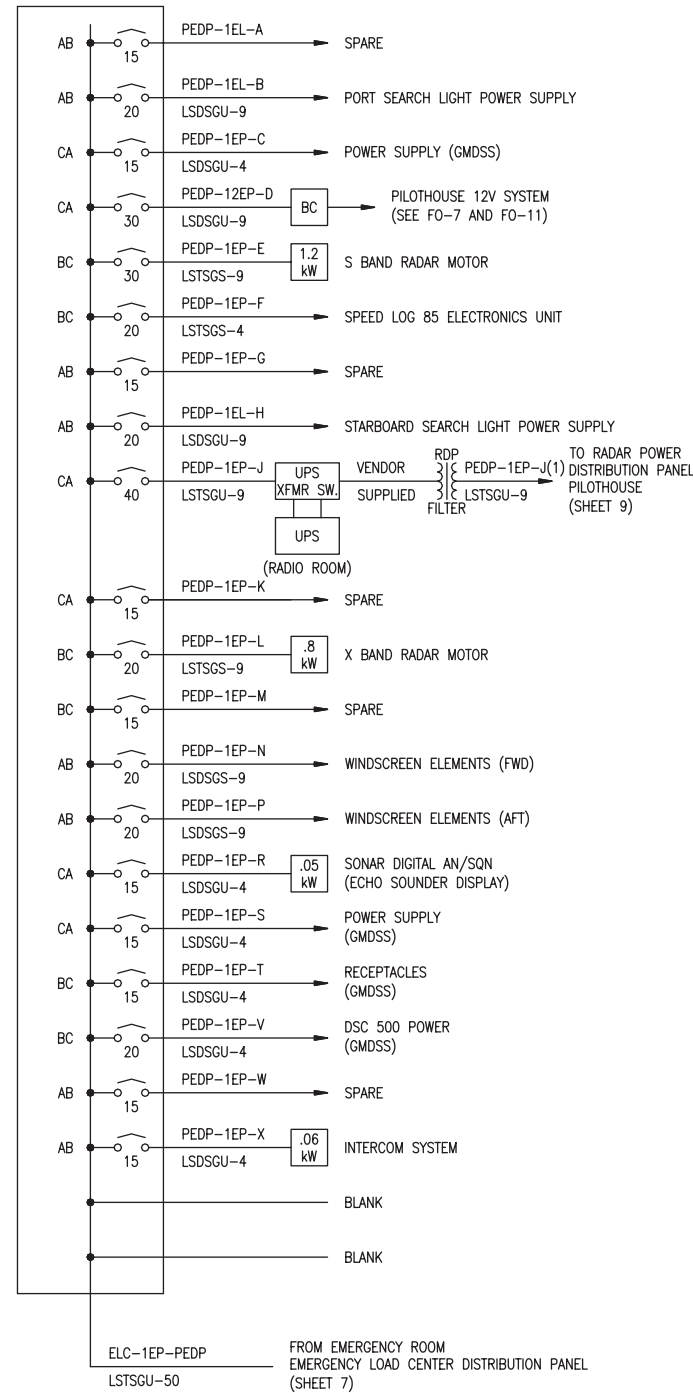 AB
15
PEDP-1EL-A
SPARE
AB
20
PEDP-1EL-B
LSDSGU-9
PORT SEARCH LIGHT POWER SUPPLY
CA
15
PEDP-1EP-C
LSDSGU-4
POWER SUPPLY (GMDSS)
CA
30
PEDP-12EP-D
LSDSGU-9
BC
PILOTHOUSE 12V SYSTEM
(SEE FO-7 AND FO-11)
BC
30
PEDP-1EP-E
LSTSGS-9
1.2
kW
S BAND RADAR MOTOR
BC
20
PEDP-1EP-F
LSTSGS-4
SPEED LOG 85 ELECTRONICS UNIT
AB
15
PEDP-1EP-G
SPARE
AB
20
PEDP-1EL-H
LSDSGU-9
STARBOARD SEARCH LIGHT POWER SUPPLY
CA
40
PEDP-1EP-J
LSTSGU-9
UPS
XFMR SW.
UPS
(RADIO ROOM)
VENDOR
SUPPLIED
RDP
FILTER
PEDP-1EP-J(1)
LSTSGU-9
TO RADAR POWER
DISTRIBUTION PANEL
PILOTHOUSE
(SHEET 9)
CA
15
PEDP-1EP-K
SPARE
BC
20
PEDP-1EP-L
LSTSGS-9
.8
kW
X BAND RADAR MOTOR
BC
15
PEDP-1EP-M
SPARE
AB
20
PEDP-1EP-N
LSDSGS-9
WINDSCREEN ELEMENTS (FWD)
AB
20
PEDP-1EP-P
LSDSGS-9
WINDSCREEN ELEMENTS (AFT)
CA
15
PEDP-1EP-R
LSDSGU-4
.05
kW
SONAR DIGITAL AN/SQN
(ECHO SOUNDER DISPLAY)
CA
15
PEDP-1EP-S
LSDSGU-4
POWER SUPPLY
(GMDSS)
BC
15
PEDP-1EP-T
LSDSGU-4
RECEPTACLES
(GMDSS)
BC
20
PEDP-1EP-V
LSDSGU-4
DSC 500 POWER
(GMDSS)
AB
15
PEDP-1EP-W
SPARE
AB
15
PEDP-1EP-X
LSDSGU-4
.06
kW
INTERCOM SYSTEM
BLANK
BLANK
ELC-1EP-PEDP
LSTSGU-50
FROM EMERGENCY ROOM
EMERGENCY LOAD CENTER DISTRIBUTION PANEL
(SHEET 7)